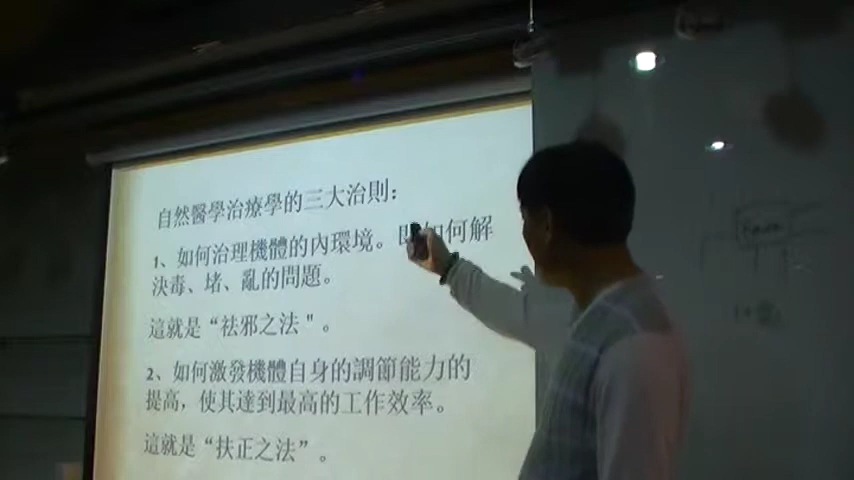 自然醫學治療學的三大治則：
1、如何治理機體的內環境。即如何解
決毒、堵、亂的問題。
這就是“祛邪之法"。
2、如何激發機體自身的調節能力的
提高，使其達到最高的工作效率。
這就是“扶正之法”。